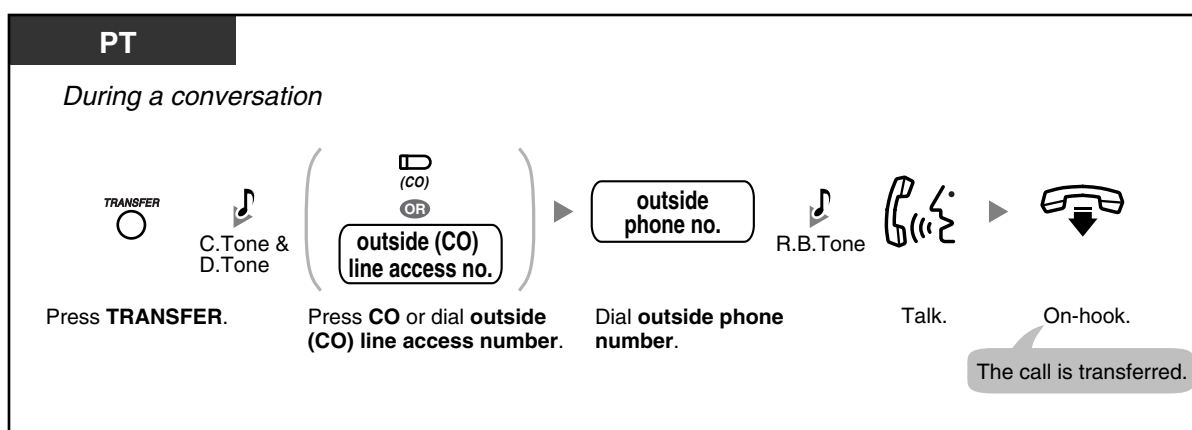 PT
During a conversation
TRANSFER
C.Tone &
D.Tone
(CO)
OR
outside (CO)
line access no.
outside
phone no.
R.B.Tone
Press TRANSFER.
Press CO or dial outside
(CO) line access number.
Dial outside phone
number.
Talk.
On-hook.
The call is transferred.